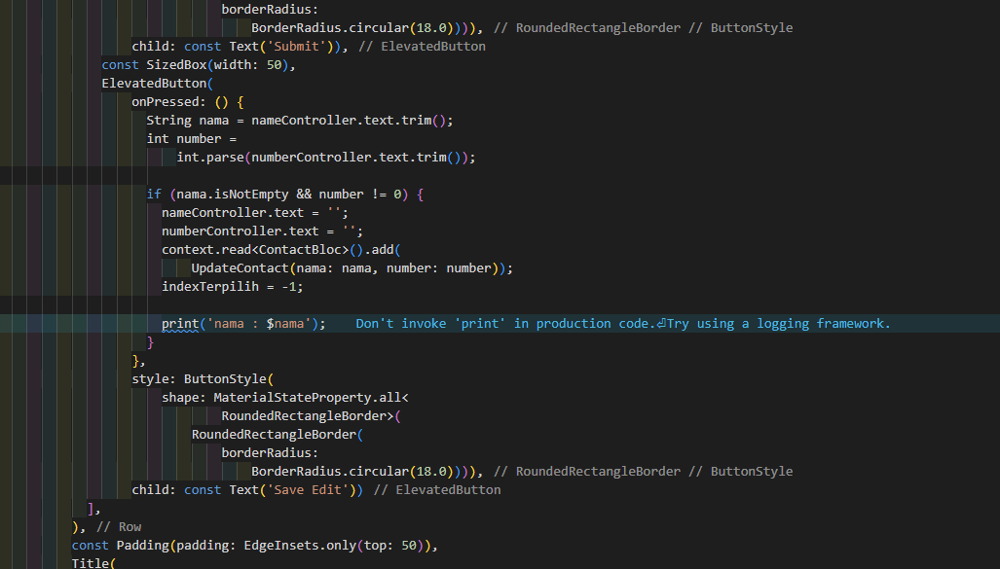 borderRadius:
BorderRadius.circular(18.0)))), // RoundedRectangleBorder // ButtonStyle
child: const Text('Submit')), // ElevatedButton
const SizedBox(width: 50),
ElevatedButton(
onPressed: () {
String nama = nameController.text.trim();
int number =
int.parse(numberController.text.trim());
if (nama.isNotEmpty && number != 0) {
nameController.text = '';
numberController.text = '';
context.read<ContactBloc>().add(
UpdateContact(nama: nama, number: number));
indexTerpilih = -1;
print('nama : $nama'); Don't invoke 'print' in production code.⏎Try using a logging framework.
}
},
style: ButtonStyle(
shape: MaterialStateProperty.all<
RoundedRectangleBorder>(
RoundedRectangleBorder(
borderRadius:
BorderRadius.circular(18.0)))), // RoundedRectangleBorder // ButtonStyle
child: const Text('Save Edit')) // ElevatedButton
],
), // Row
const Padding(padding: EdgeInsets.only(top: 50)),
Title(